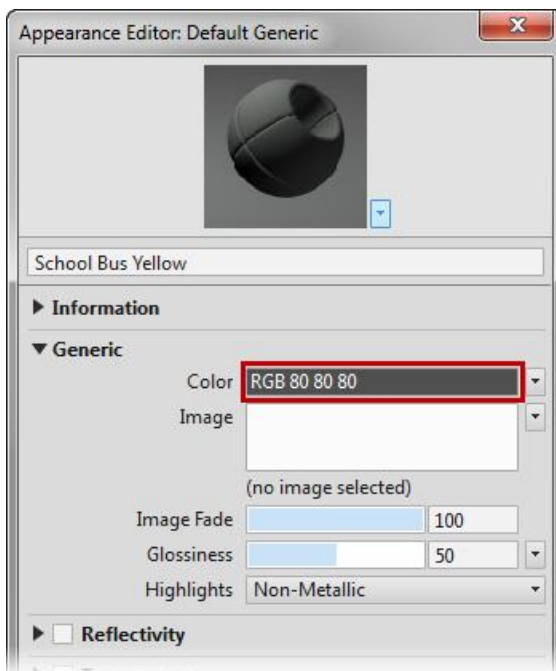 Appearance Editor: Default Generic
School Bus Yellow
Information
Generic
Color RGB 80 80 80
Image
(no image selected)
Image Fade 100
Glossiness 50
Highlights Non-Metallic
Reflectivity